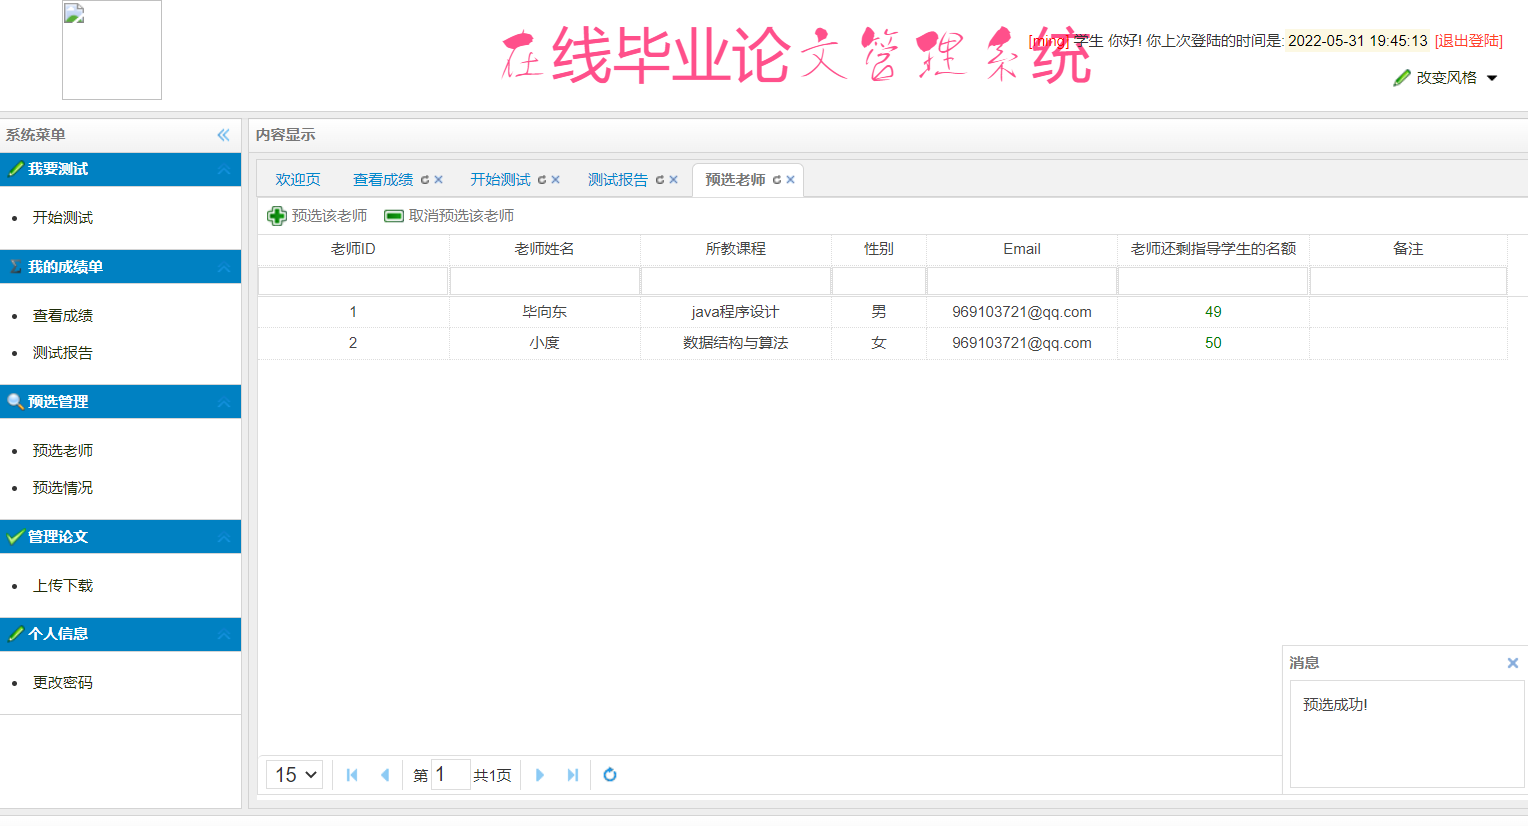 在线毕业论文管理系统
[ming] 学生 你好! 你上次登陆的时间是: 2022-05-31 19:45:13 [退出登陆]
改变风格
系统菜单
我要测试
开始测试
我的成绩单
查看成绩
测试报告
预选管理
预选老师
预选情况
管理论文
上传下载
个人信息
更改密码
内容显示
欢迎页 查看成绩 开始测试 测试报告 预选老师
预选该老师 取消预选该老师
老师ID 老师姓名 所教课程 性别 Email 老师还剩指导学生的名额 备注
1 毕向东 java程序设计 男 969103721@qq.com 49
2 小度 数据结构与算法 女 969103721@qq.com 50
15 第 1 共1页
消息
预选成功!